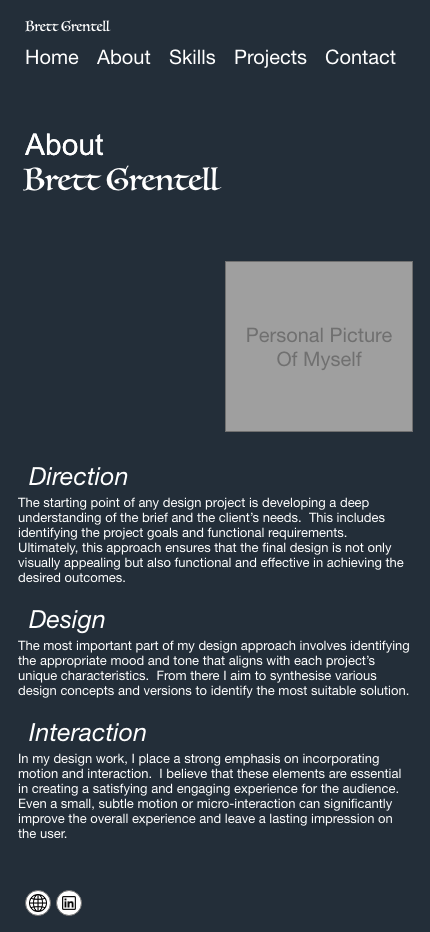 Brett Grentell
Home About Skills Projects Contact
About
Brett Grentell
Personal Picture
Of Myself
Direction
The starting point of any design project is developing a deep
understanding of the brief and the client's needs.  This includes
identifying the project goals and functional requirements.
Ultimately, this approach ensures that the final design is not only
visually appealing but also functional and effective in achieving the
desired outcomes.
Design
The most important part of my design approach involves identifying
the appropriate mood and tone that aligns with each project's
unique characteristics.  From there I aim to synthesise various
design concepts and versions to identify the most suitable solution.
Interaction
In my design work, I place a strong emphasis on incorporating
motion and interaction.  I believe that these elements are essential
in creating a satisfying and engaging experience for the audience.
Even a small, subtle motion or micro-interaction can significantly
improve the overall experience and leave a lasting impression on
the user.
in